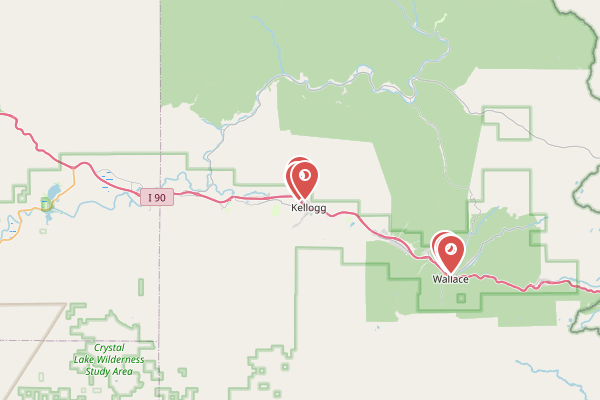 I 90
Kellogg
Wallace
Crystal
Lake Wilderness
Study Area